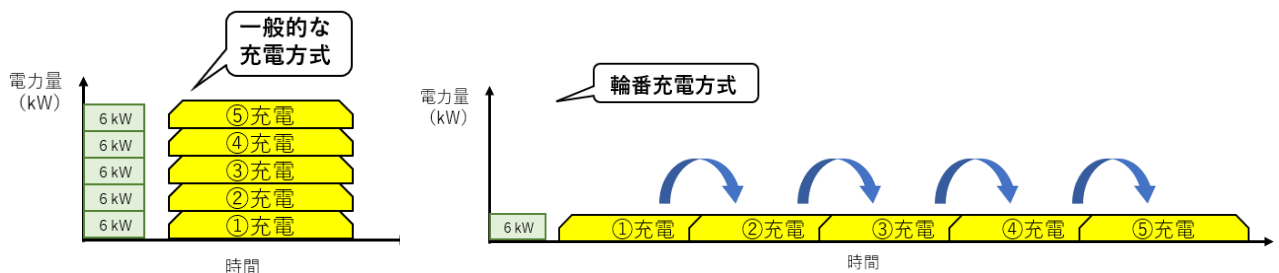 一般的な
充電方式
電力量
（kW）
6 kW
⑤充電
6 kW
④充電
6 kW
③充電
6 kW
②充電
6 kW
①充電
時間
輪番充電方式
電力量
（kW）
6 kW
①充電
②充電
③充電
④充電
⑤充電
時間